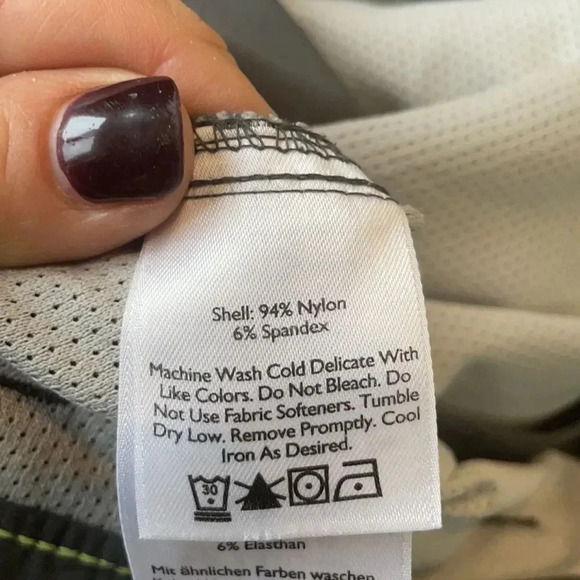 Shell: 94% Nylon
6% Spandex
Machine Wash Cold Delicate With
Like Colors. Do Not Bleach. Do
Not Use Fabric Softeners. Tumble
Dry Low. Remove Promptly. Cool
Iron As Desired.
30
6% Elasthan
Mit ähnlichen Farben waschen